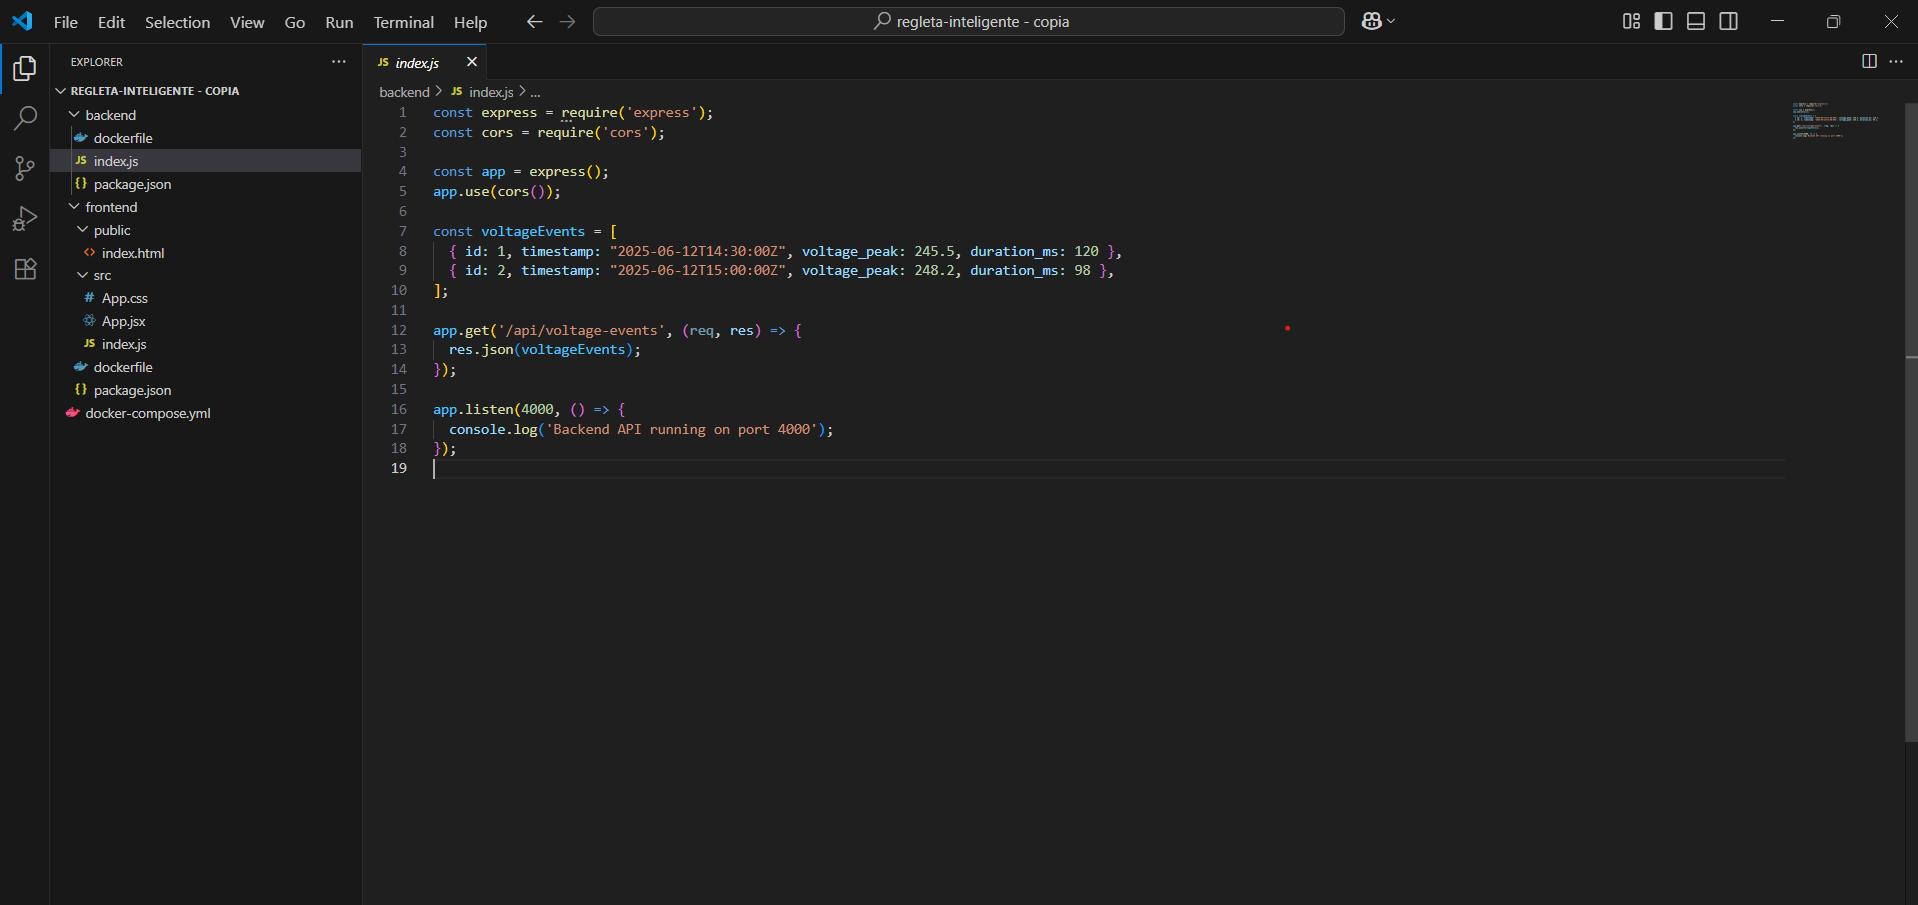 File Edit Selection View Go Run Terminal Help
regleta-inteligente - copia
EXPLORER
REGLETA-INTELIGENTE - COPIA
backend
dockerfile
JS index.js
{} package.json
frontend
public
<> index.html
src
# App.css
App.jsx
JS index.js
dockerfile
{} package.json
docker-compose.yml
JS index.js
backend > JS index.js > ...
1 const express = require('express');
2 const cors = require('cors');
3
4 const app = express();
5 app.use(cors());
6
7 const voltageEvents = [
8 { id: 1, timestamp: "2025-06-12T14:30:00Z", voltage_peak: 245.5, duration_ms: 120 },
9 { id: 2, timestamp: "2025-06-12T15:00:00Z", voltage_peak: 248.2, duration_ms: 98 },
10 ];
11
12 app.get('/api/voltage-events', (req, res) => {
13 res.json(voltageEvents);
14 });
15
16 app.listen(4000, () => {
17 console.log('Backend API running on port 4000');
18 });
19